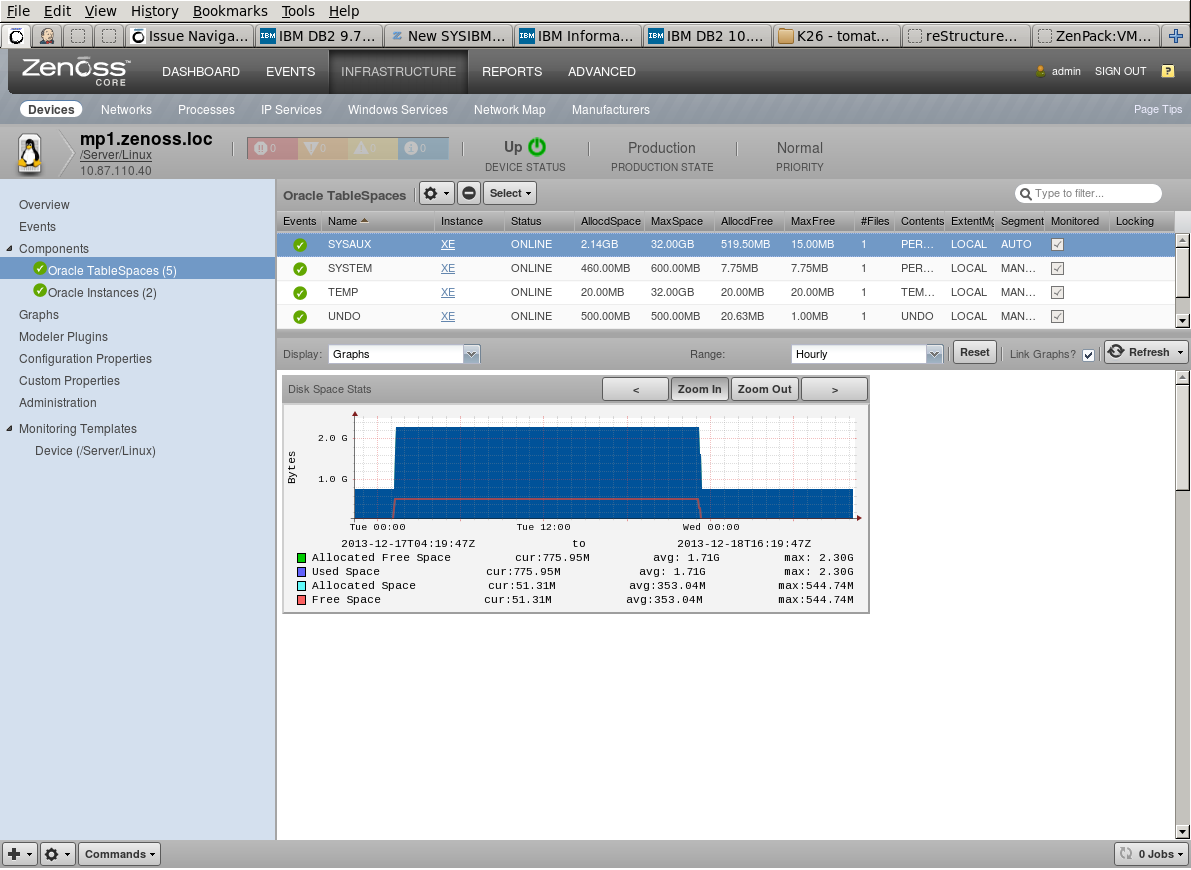 File Edit View History Bookmarks Tools Help
Issue Naviga... IBM DB2 9.7... New SYSIBM... IBM Informa... IBM DB2 10.... K26 - tomat... reStructure... ZenPack:VM...
Zenoss CORE DASHBOARD EVENTS INFRASTRUCTURE REPORTS ADVANCED admin SIGN OUT ?
Devices Networks Processes IP Services Windows Services Network Map Manufacturers Page Tips
mp1.zenoss.loc
/Server/Linux
10.87.110.40
0 0 0 0
Up
DEVICE STATUS
Production
PRODUCTION STATE
Normal
PRIORITY
Overview
Events
Components
Oracle TableSpaces (5)
Oracle Instances (2)
Graphs
Modeler Plugins
Configuration Properties
Custom Properties
Administration
Monitoring Templates
Device (/Server/Linux)
Oracle TableSpaces Select Type to filter...
Events Name Instance Status AllocdSpace MaxSpace AllocdFree MaxFree #Files Contents ExtentMg Segment Monitored Locking
SYSAUX XE ONLINE 2.14GB 32.00GB 519.50MB 15.00MB 1 PER... LOCAL AUTO
SYSTEM XE ONLINE 460.00MB 600.00MB 7.75MB 7.75MB 1 PER... LOCAL MAN...
TEMP XE ONLINE 20.00MB 32.00GB 20.00MB 20.00MB 1 TEM... LOCAL MAN...
UNDO XE ONLINE 500.00MB 500.00MB 20.63MB 1.00MB 1 UNDO LOCAL MAN...
Display: Graphs Range: Hourly Reset Link Graphs? Refresh
Disk Space Stats < Zoom In Zoom Out >
2.0 G
1.0 G
Bytes
Tue 00:00 Tue 12:00 Wed 00:00
2013-12-17T04:19:47Z to 2013-12-18T16:19:47Z
Allocated Free Space cur:775.95M avg: 1.71G max: 2.30G
Used Space cur:775.95M avg: 1.71G max: 2.30G
Allocated Space cur:51.31M avg:353.04M max:544.74M
Free Space cur:51.31M avg:353.04M max:544.74M
Commands 0 Jobs